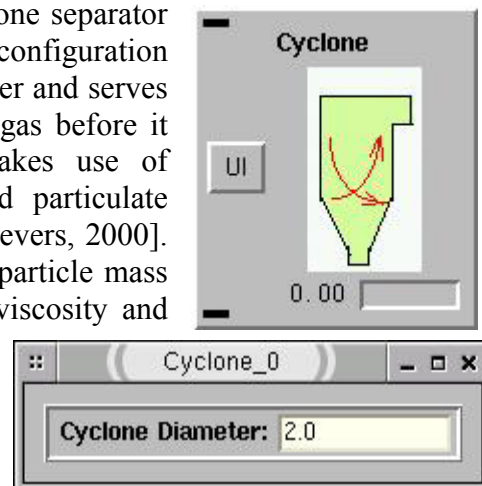 one separator
configuration
er and serves
gas before it
akes use of
d particulate
evers, 2000].
particle mass
viscosity and
Cyclone
UI
0.00
Cyclone_0
Cyclone Diameter: 2.0